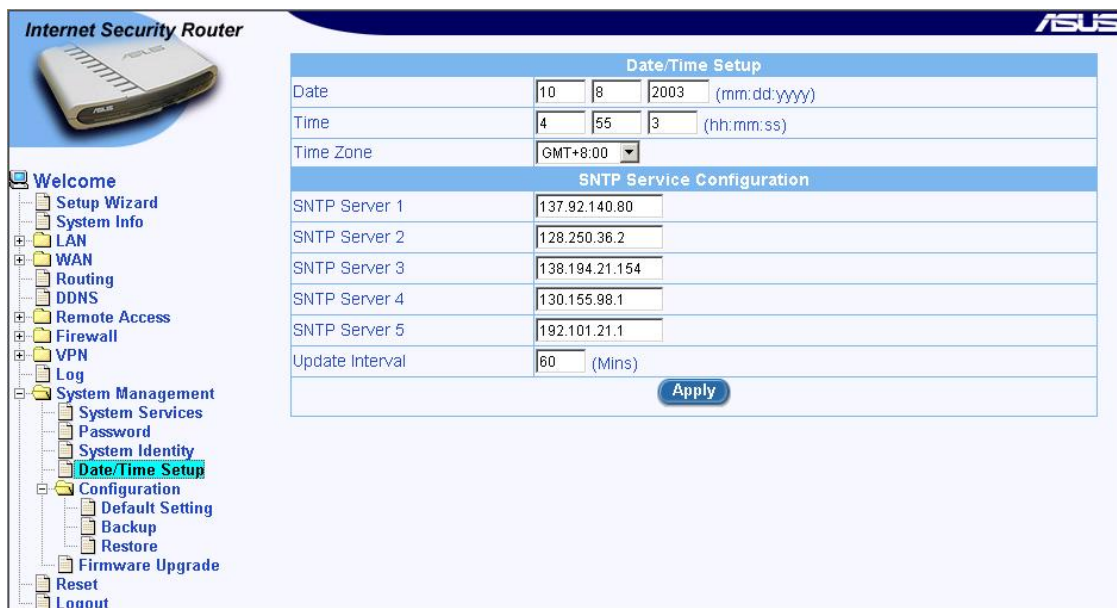 Internet Security Router
ASUS
ASUS
ASUS
Welcome
Setup Wizard
System Info
LAN
WAN
Routing
DDNS
Remote Access
Firewall
VPN
Log
System Management
System Services
Password
System Identity
Date/Time Setup
Configuration
Default Setting
Backup
Restore
Firmware Upgrade
Reset
Logout
Date/Time Setup
Date 10 8 2003 (mm:dd:yyyy)
Time 4 55 3 (hh:mm:ss)
Time Zone GMT+8:00
SNTP Service Configuration
SNTP Server 1 137.92.140.80
SNTP Server 2 128.250.36.2
SNTP Server 3 138.194.21.154
SNTP Server 4 130.155.98.1
SNTP Server 5 192.101.21.1
Update Interval 60 (Mins)
Apply